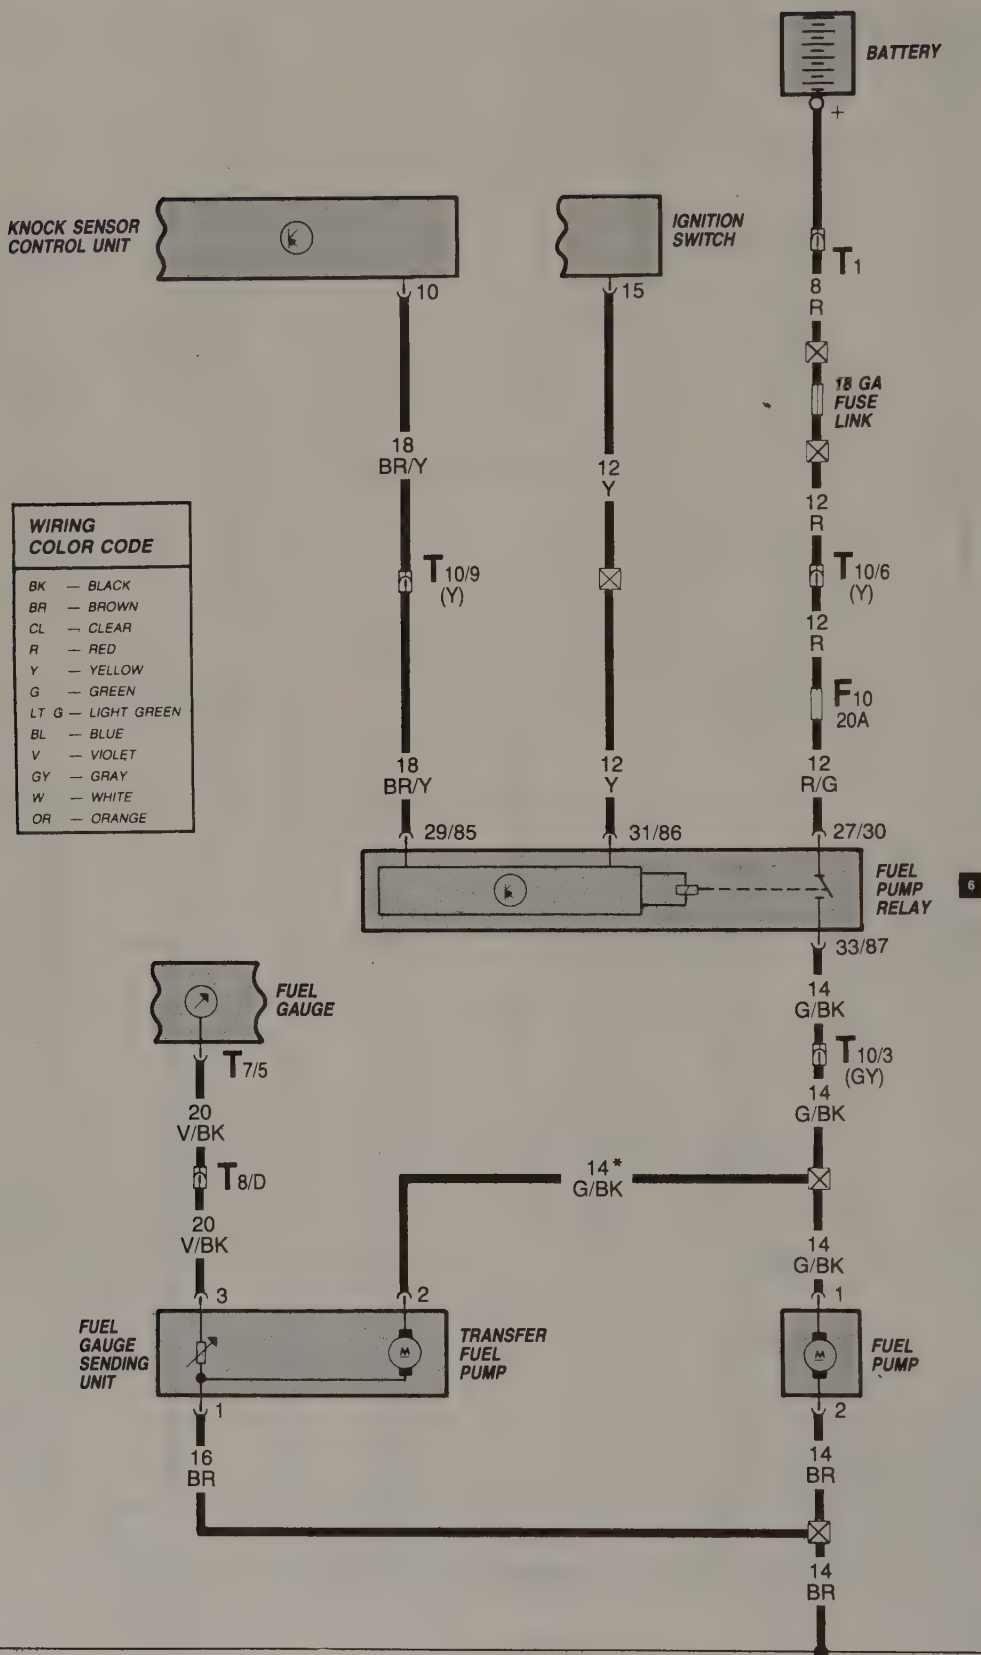 BATTERY
+
KNOCK SENSOR
CONTROL UNIT
IGNITION
SWITCH
T1
8
R
10
15
18 GA
FUSE
LINK
18
BR/Y
12
Y
12
R
WIRING
COLOR CODE
BK — BLACK
BR — BROWN
CL — CLEAR
R — RED
Y — YELLOW
G — GREEN
LT G — LIGHT GREEN
BL — BLUE
V — VIOLET
GY — GRAY
W — WHITE
OR — ORANGE
T10/9
(Y)
T10/6
(Y)
12
R
F10
20A
18
BR/Y
12
Y
12
R/G
29/85
31/86
27/30
FUEL
PUMP
RELAY
6
33/87
14
G/BK
FUEL
GAUGE
T7/5
T10/3
(GY)
20
V/BK
14
G/BK
T8/D
14*
G/BK
20
V/BK
14
G/BK
3
2
1
FUEL
GAUGE
SENDING
UNIT
M
TRANSFER
FUEL
PUMP
M
FUEL
PUMP
1
2
16
BR
14
BR
14
BR